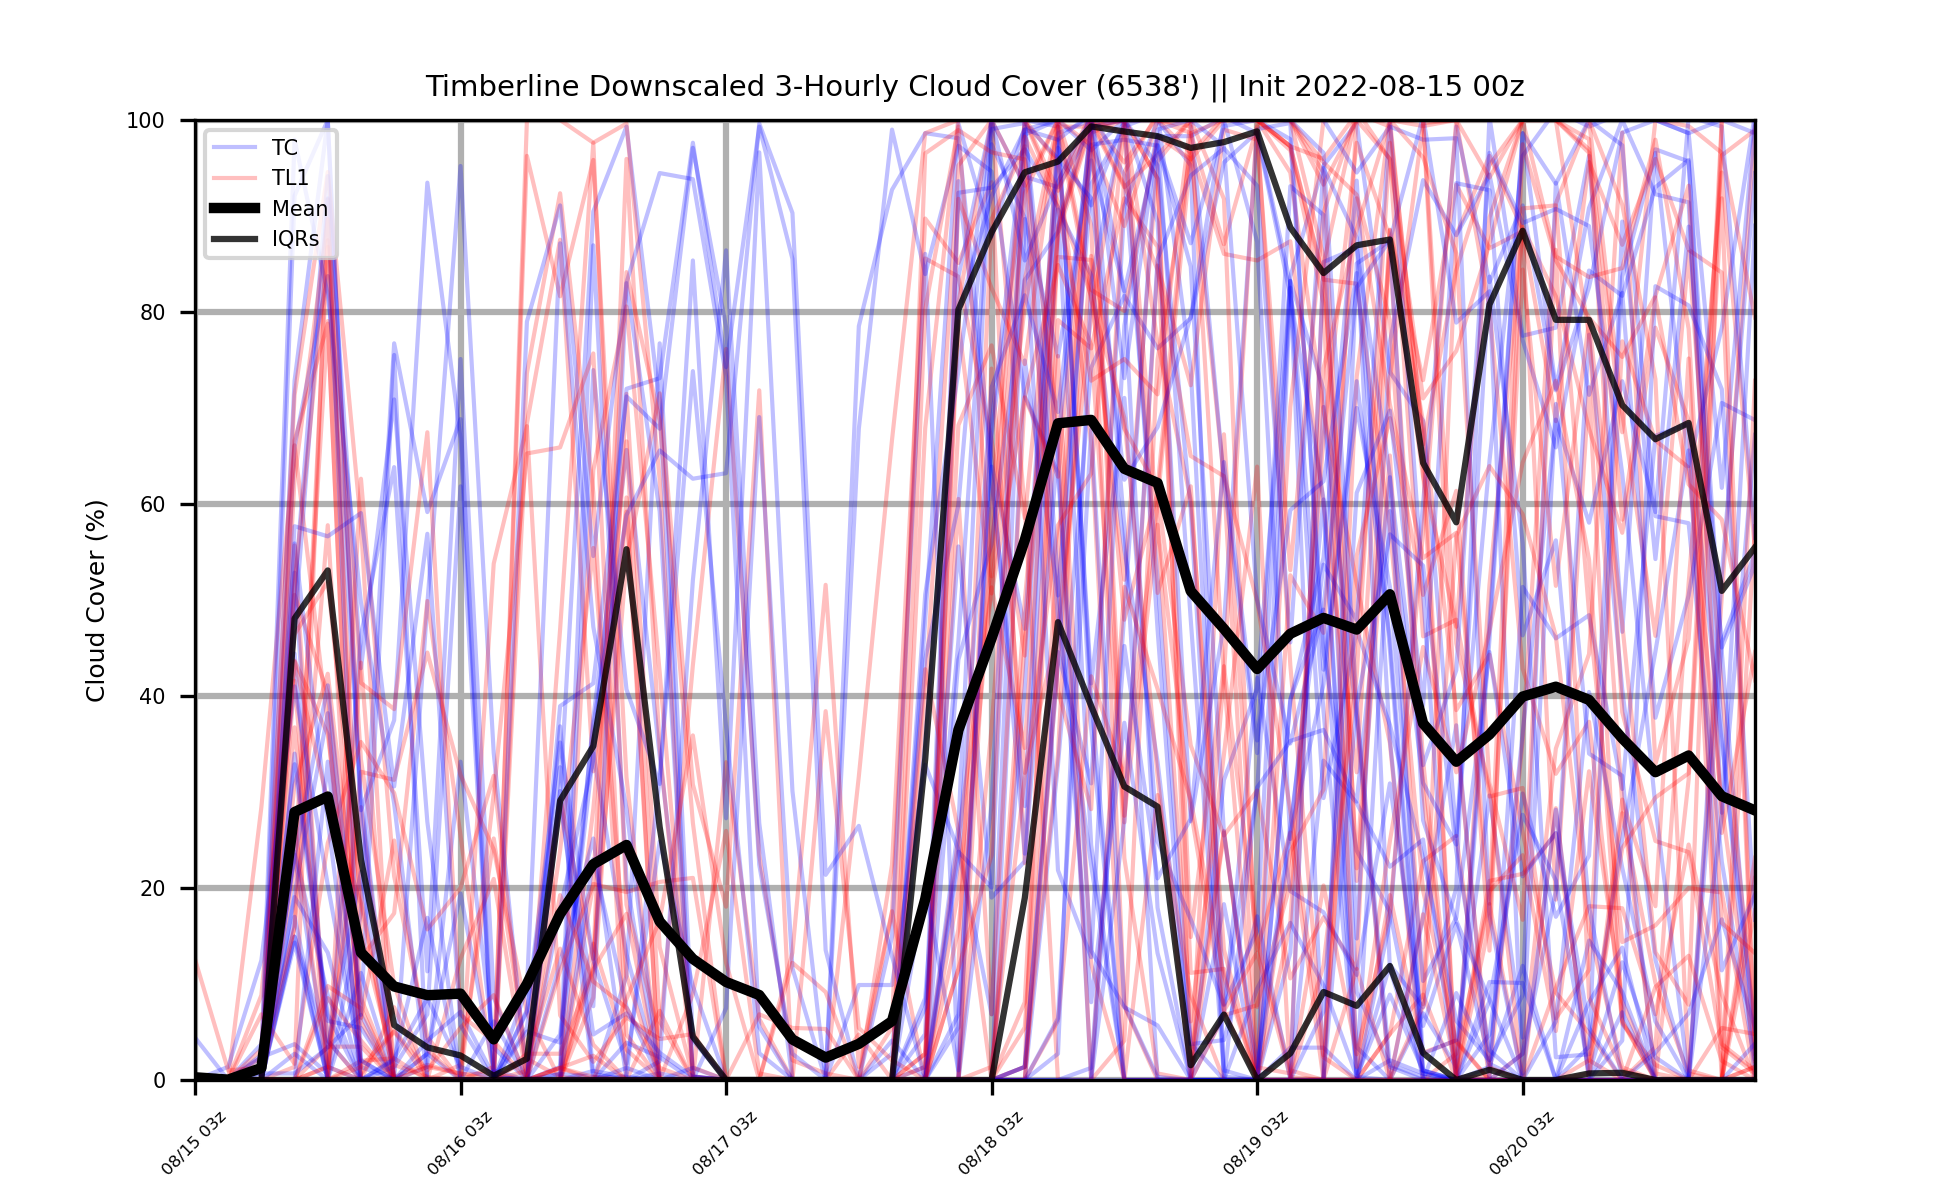 Timberline Downscaled 3-Hourly Cloud Cover (6538') || Init 2022-08-15 00z
TC
TL1
Mean
IQRs
Cloud Cover (%)
100
80
60
40
20
0
08/15 03z
08/16 03z
08/17 03z
08/18 03z
08/19 03z
08/20 03z